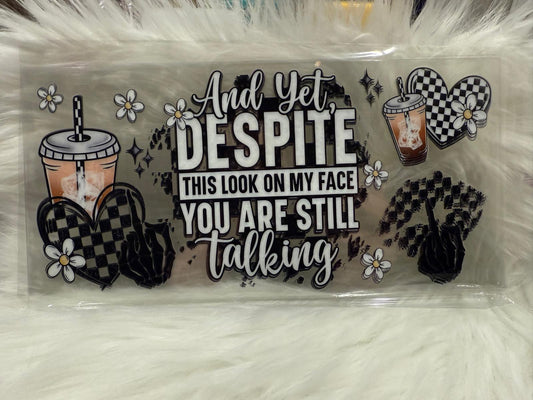 And Yet,
DESPITE
THIS LOOK ON MY FACE
YOU ARE STILL
talking